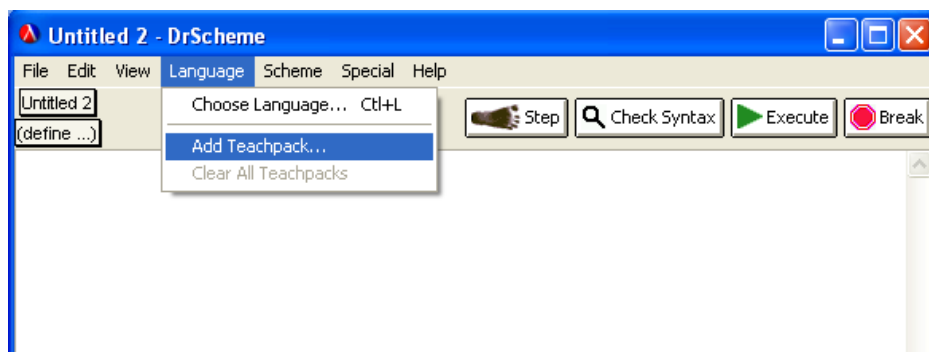 Untitled 2 - DrScheme
File Edit View Language Scheme Special Help
Untitled 2
(define ...)
Choose Language... Ctl+L
Add Teachpack...
Clear All Teachpacks
Step Check Syntax Execute Break